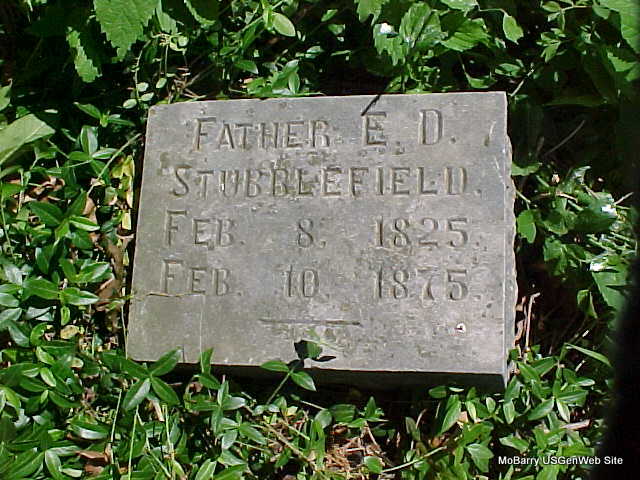 FATHER E. D.
STUBBLEFIELD.
FEB. 8. 1825.
FEB. 10. 1875.
MoBarry USGenWeb Site